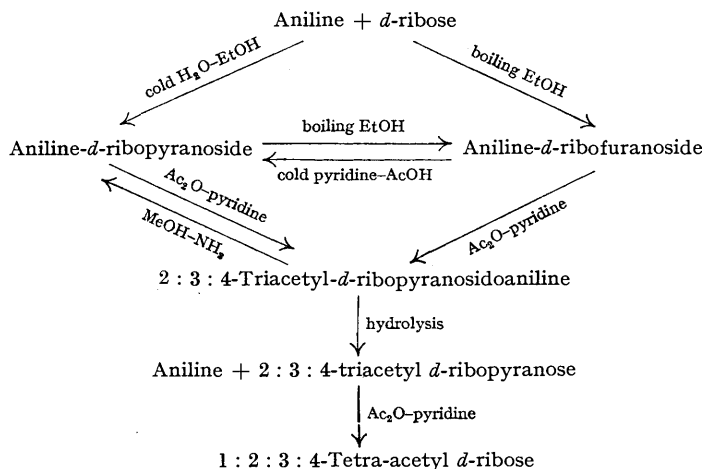 Aniline + d-ribose
cold H₂O–EtOH
boiling EtOH
Aniline-d-ribopyranoside
boiling EtOH
cold pyridine–AcOH
Aniline-d-ribofuranoside
Ac₂O–pyridine
MeOH–NH₃
Ac₂O–pyridine
2 : 3 : 4-Triacetyl-d-ribopyranosidoaniline
hydrolysis
Aniline + 2 : 3 : 4-triacetyl d-ribopyranose
Ac₂O–pyridine
1 : 2 : 3 : 4-Tetra-acetyl d-ribose